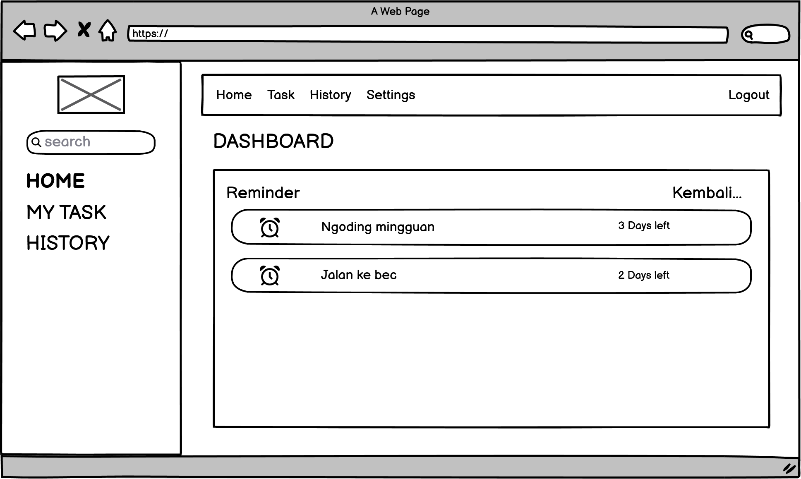 A Web Page
https://
search
HOME
MY TASK
HISTORY
Home Task History Settings Logout
DASHBOARD
Reminder Kembali...
Ngoding mingguan 3 Days left
Jalan ke bec 2 Days left